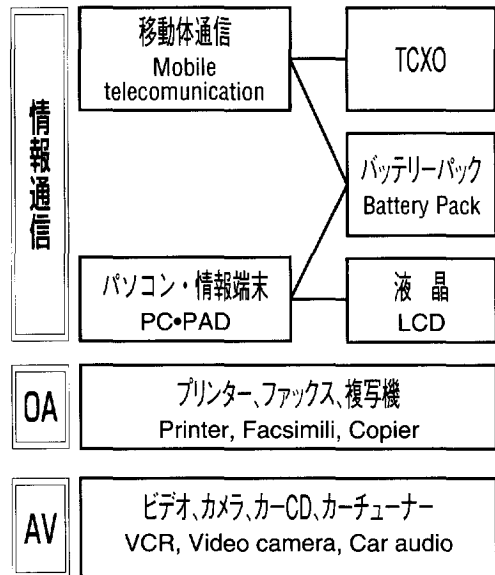 情報通信
移動体通信
Mobile
telecomunication
TCXO
バッテリーパック
Battery Pack
パソコン・情報端末
PC•PAD
液 晶
LCD
OA
プリンター、ファックス、複写機
Printer, Facsimili, Copier
AV
ビデオ、カメラ、カーCD、カーチューナー
VCR, Video camera, Car audio